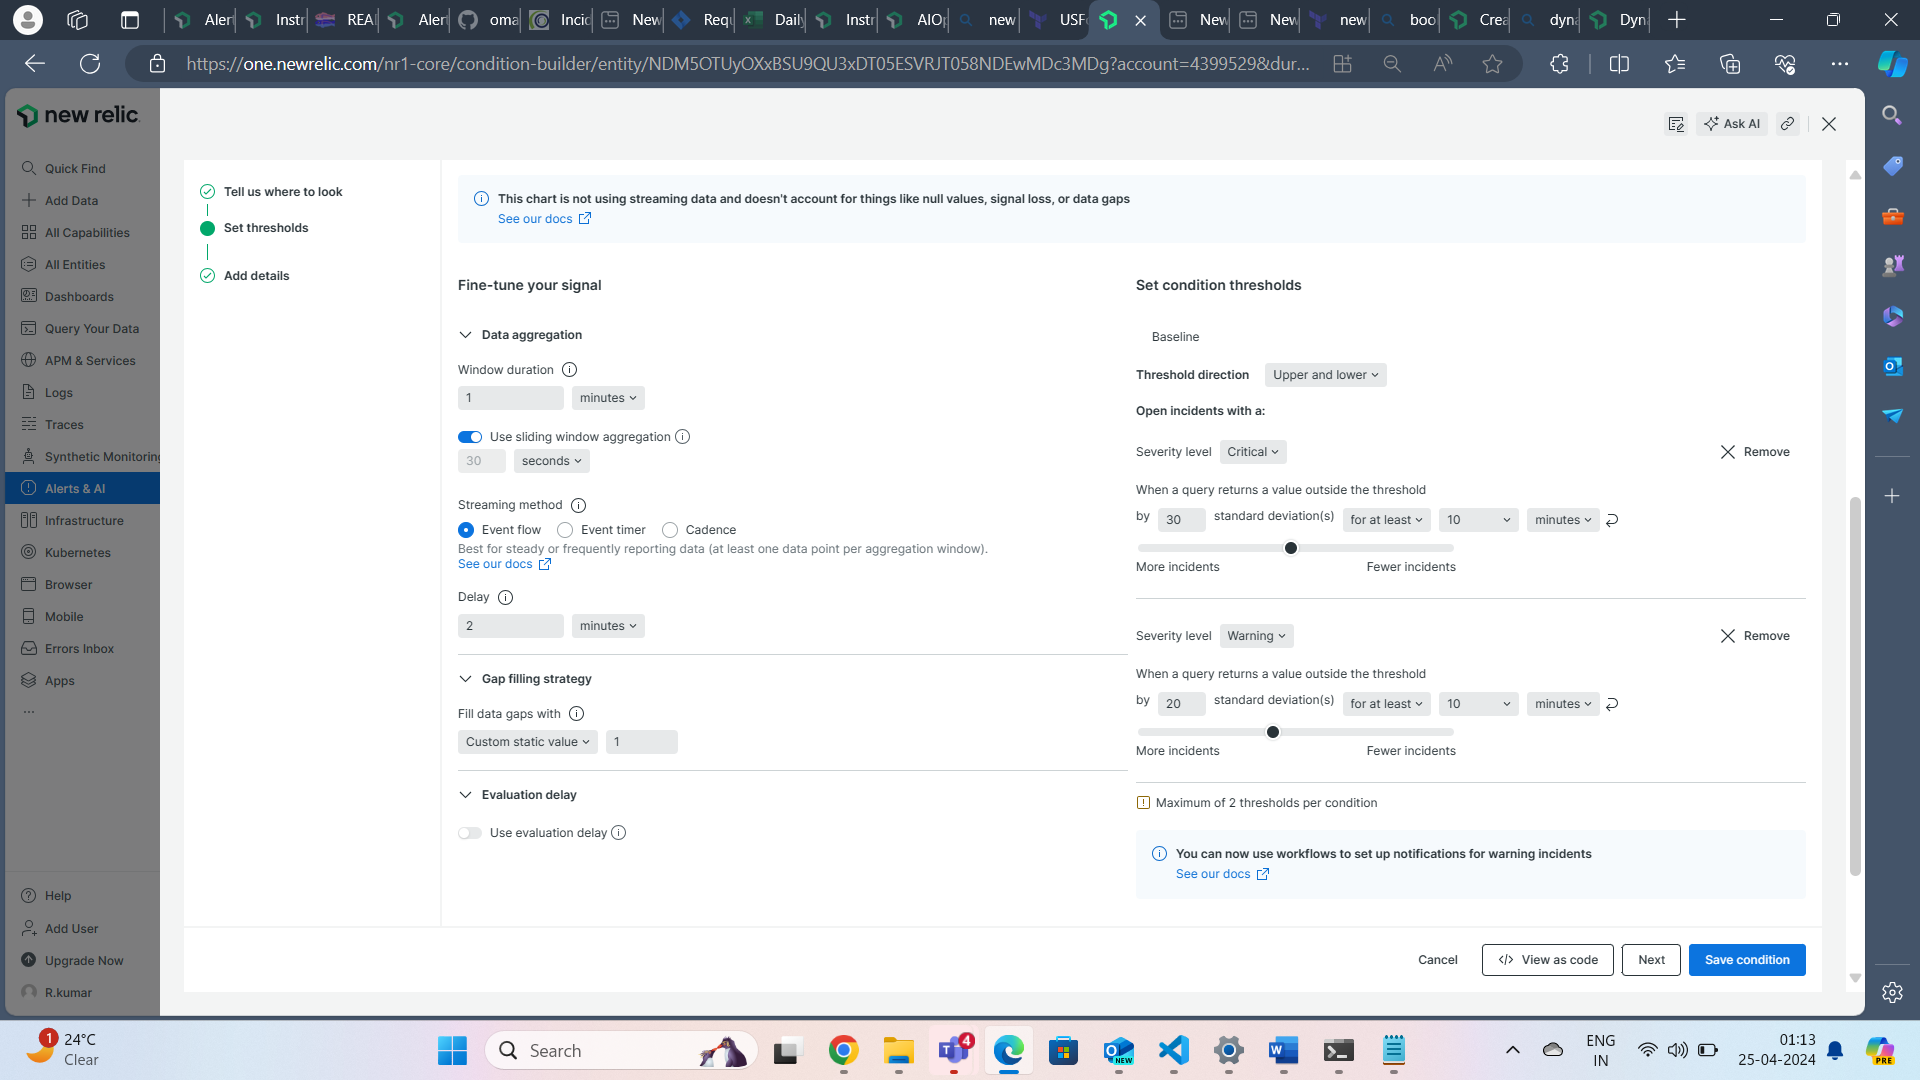 Aler
Instr
REAL
Aler
oma
Incid
New
Requ
Daily
Instr
AIOp
new
USF
New
New
new
boo
Crea
dyna
Dyn
https://one.newrelic.com/nr1-core/condition-builder/entity/NDM5OTUyOXxBSU9QU3xDT05ESVRJT058NDEwMDc3MDg?account=4399529&dur...
new relic
Ask AI
Quick Find
Add Data
All Capabilities
All Entities
Dashboards
Query Your Data
APM & Services
Logs
Traces
Synthetic Monitoring
Alerts & AI
Infrastructure
Kubernetes
Browser
Mobile
Errors Inbox
Apps
...
Help
Add User
Upgrade Now
R.kumar
Tell us where to look
Set thresholds
Add details
This chart is not using streaming data and doesn't account for things like null values, signal loss, or data gaps
See our docs
Fine-tune your signal
Data aggregation
Window duration
1 minutes
Use sliding window aggregation
30 seconds
Streaming method
Event flow Event timer Cadence
Best for steady or frequently reporting data (at least one data point per aggregation window).
See our docs
Delay
2 minutes
Gap filling strategy
Fill data gaps with
Custom static value 1
Evaluation delay
Use evaluation delay
Set condition thresholds
Baseline
Threshold direction Upper and lower
Open incidents with a:
Severity level Critical Remove
When a query returns a value outside the threshold
by 30 standard deviation(s) for at least 10 minutes
More incidents Fewer incidents
Severity level Warning Remove
When a query returns a value outside the threshold
by 20 standard deviation(s) for at least 10 minutes
More incidents Fewer incidents
Maximum of 2 thresholds per condition
You can now use workflows to set up notifications for warning incidents
See our docs
Cancel
</> View as code
Next
Save condition
1
24°C
Clear
Search
4
NEW
ENG
IN
01:13
25-04-2024
PRE